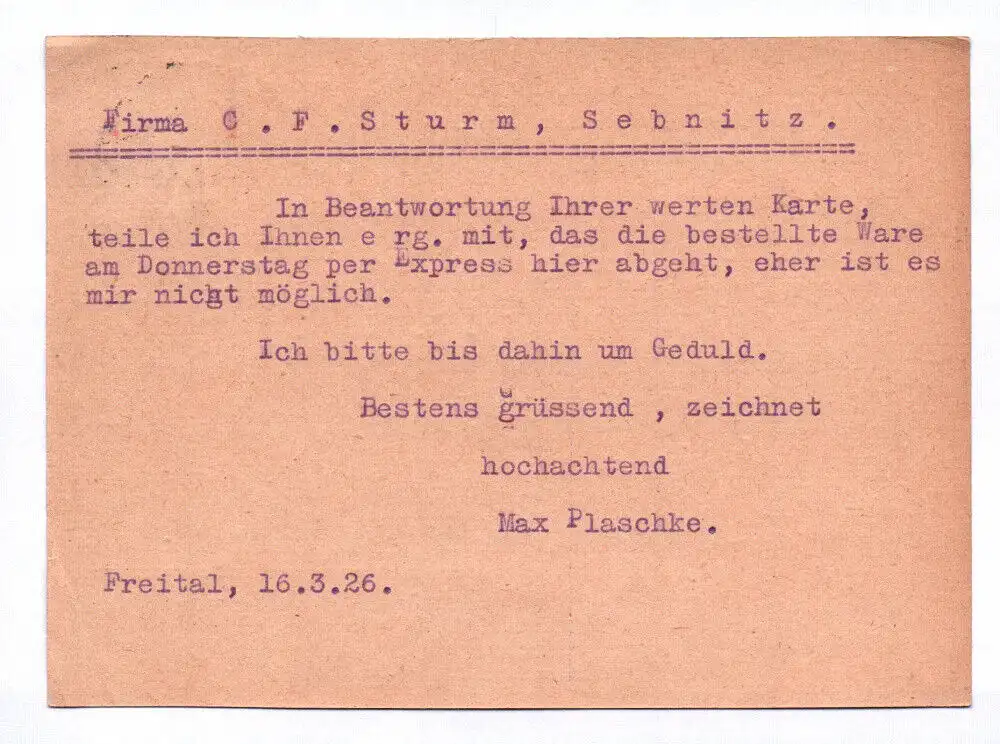 Firma C . F . S t u r m , S e b n i t z .
In Beantwortung Ihrer werten Karte,
teile ich Ihnen e rg. mit, das die bestellte Ware
am Donnerstag per Express hier abgeht, eher ist es
mir nicht möglich.
Ich bitte bis dahin um Geduld.
Bestens grüssend , zeichnet
hochachtend
Max Plaschke.
Freital, 16.3.26.